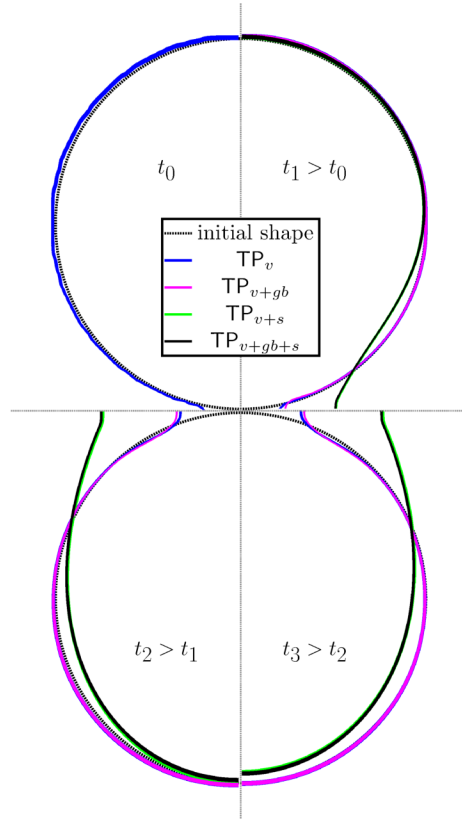 t₀
t₁ > t₀
initial shape
TPᵥ
TPᵥ₊gb
TPᵥ₊ₛ
TPᵥ₊gb₊ₛ
t₂ > t₁
t₃ > t₂